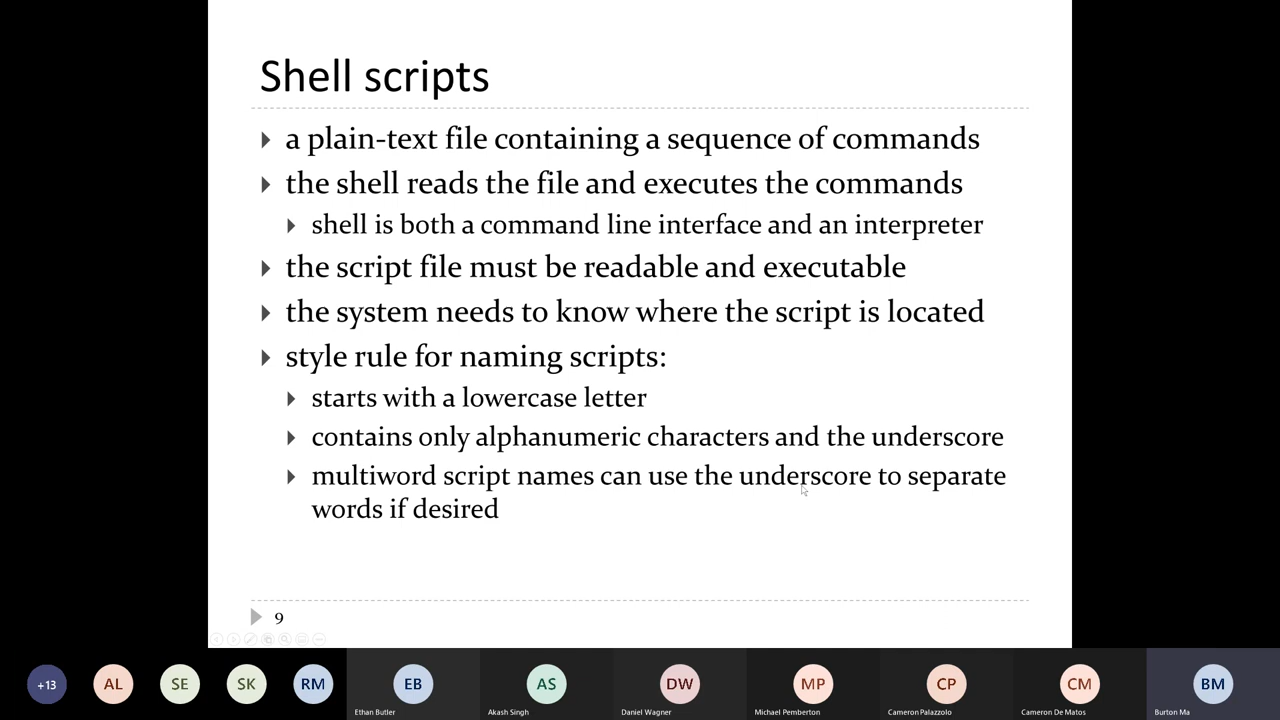 Shell scripts
a plain-text file containing a sequence of commands
the shell reads the file and executes the commands
shell is both a command line interface and an interpreter
the script file must be readable and executable
the system needs to know where the script is located
style rule for naming scripts:
starts with a lowercase letter
contains only alphanumeric characters and the underscore
multiword script names can use the underscore to separate
words if desired
9
+13 AL SE SK RM EB AS DW MP CP CM BM
Ethan Butler Akash Singh Daniel Wagner Michael Pemberton Cameron Palazzolo Cameron De Matos Burton Ma